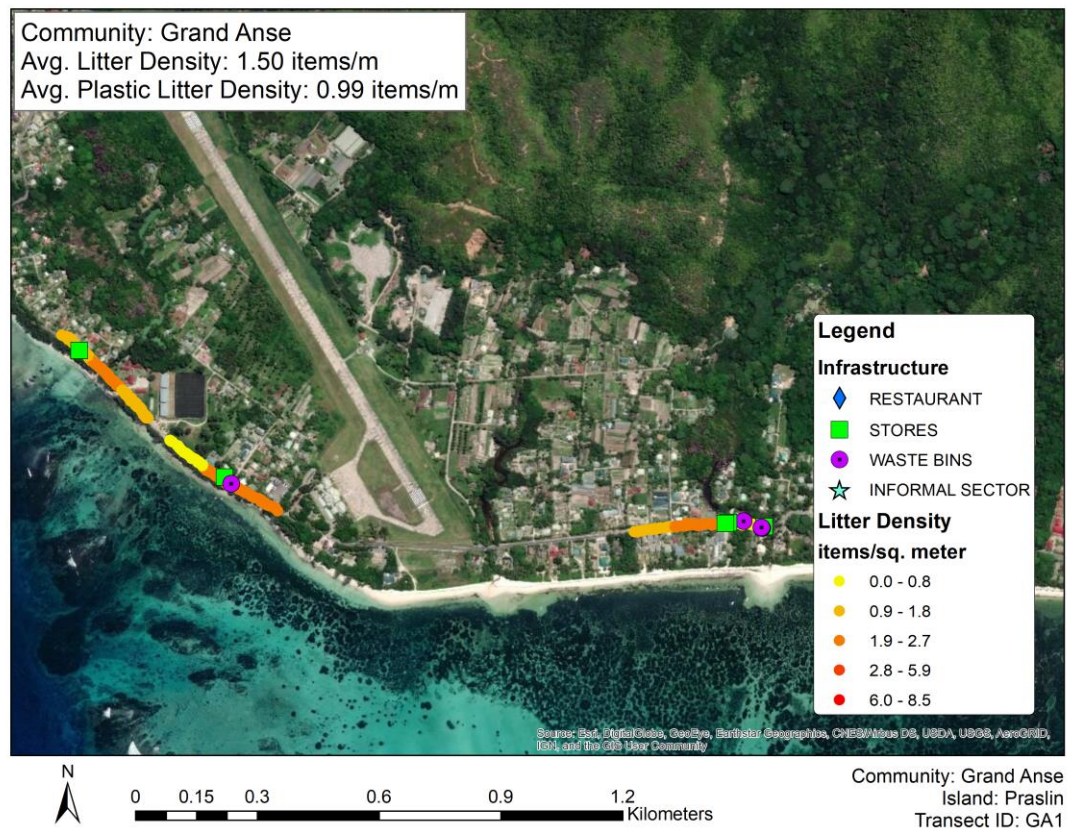 Community: Grand Anse
Avg. Litter Density: 1.50 items/m
Avg. Plastic Litter Density: 0.99 items/m
Legend
Infrastructure
RESTAURANT
STORES
WASTE BINS
INFORMAL SECTOR
Litter Density
items/sq. meter
0.0 - 0.8
0.9 - 1.8
1.9 - 2.7
2.8 - 5.9
6.0 - 8.5
Source: Esri, DigitalGlobe, GeoEye, Earthstar Geographics, CNES/Airbus DS, USDA, USGS, AeroGRID,
IGN, and the GIS User Community
N
0 0.15 0.3 0.6 0.9 1.2
Kilometers
Community: Grand Anse
Island: Praslin
Transect ID: GA1